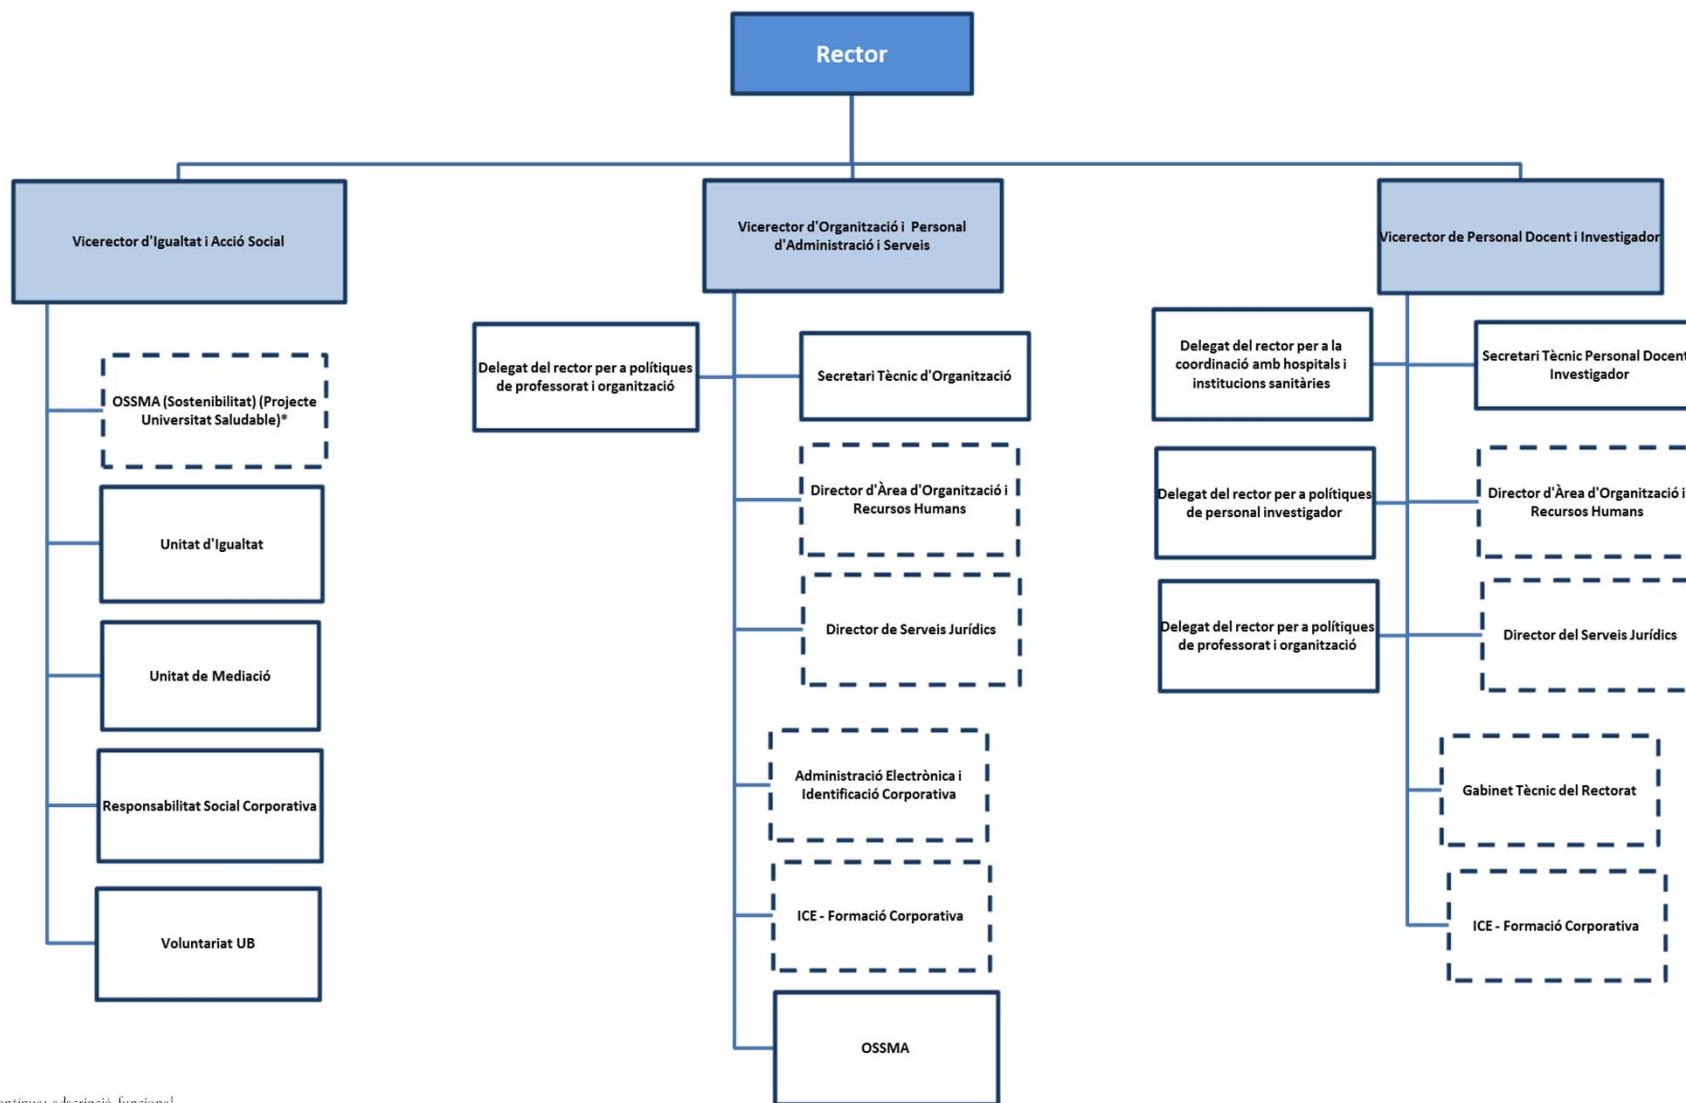 Rector
Vicerector d'Igualtat i Acció Social
OSSMA (Sostenibilitat) (Projecte
Universitat Saludable)*
Unitat d'Igualtat
Unitat de Mediació
Responsabilitat Social Corporativa
Voluntariat UB
Vicerector d'Organització i Personal
d'Administració i Serveis
Delegat del rector per a polítiques
de professorat i organització
Secretari Tècnic d'Organització
Director d'Àrea d'Organització i
Recursos Humans
Director de Serveis Jurídics
Administració Electrònica i
Identificació Corporativa
ICE - Formació Corporativa
OSSMA
Vicerector de Personal Docent i Investigador
Delegat del rector per a la
coordinació amb hospitals i
institucions sanitàries
Secretari Tècnic Personal Docent
Investigador
Delegat del rector per a polítiques
de personal investigador
Director d'Àrea d'Organització i
Recursos Humans
Delegat del rector per a polítiques
de professorat i organització
Director del Serveis Jurídics
Gabinet Tècnic del Rectorat
ICE - Formació Corporativa